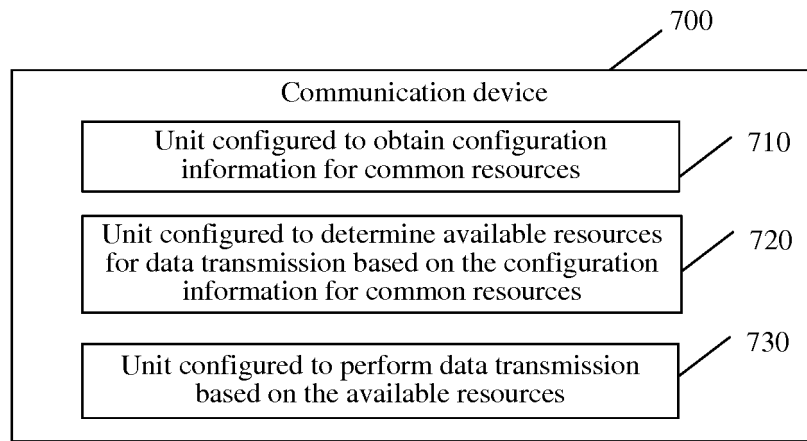 700
Communication device
Unit configured to obtain configuration
information for common resources
710
Unit configured to determine available resources
for data transmission based on the configuration
information for common resources
720
Unit configured to perform data transmission
based on the available resources
730